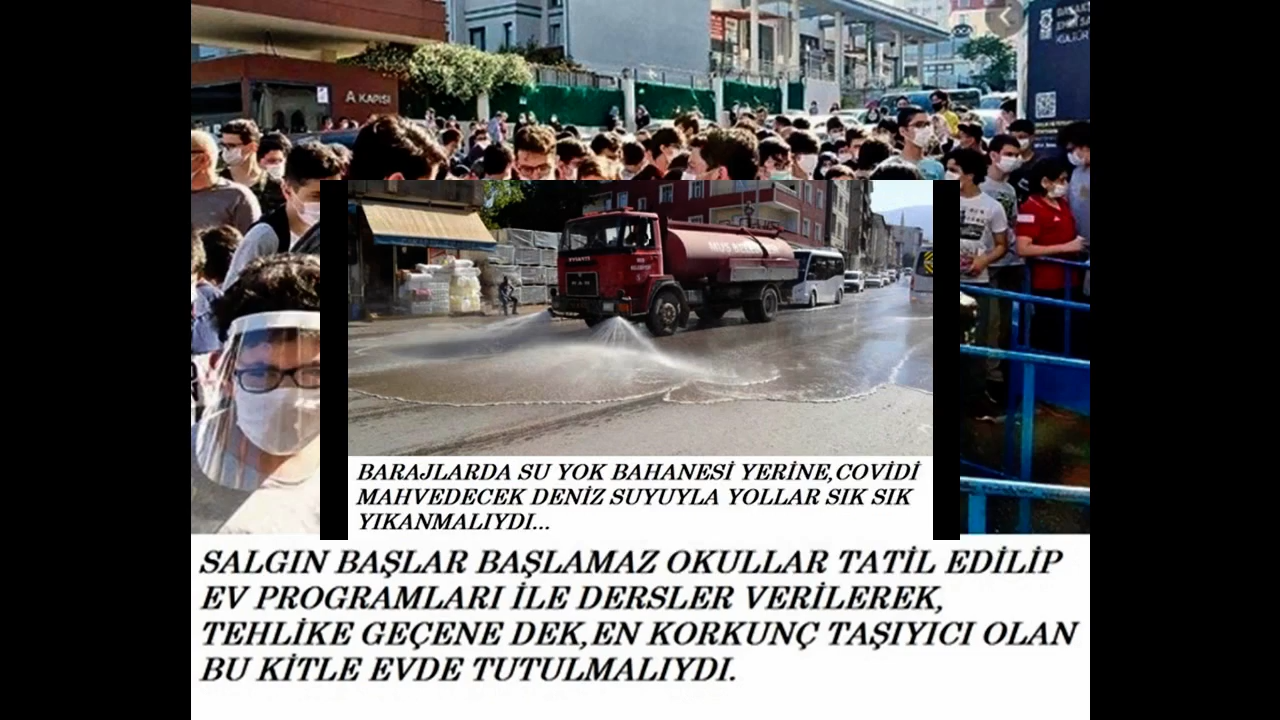 A KAPISI
BARAJLARDA SU YOK BAHANESİ YERİNE,COVİDİ
MAHVEDECEK DENİZ SUYUYLA YOLLAR SIK SIK
YIKANMALIYDI...
SALGIN BAŞLAR BAŞLAMAZ OKULLAR TATİL EDİLİP
EV PROGRAMLARI İLE DERSLER VERİLEREK,
TEHLİKE GEÇENE DEK,EN KORKUNÇ TAŞIYICI OLAN
BU KİTLE EVDE TUTULMALIYDI.